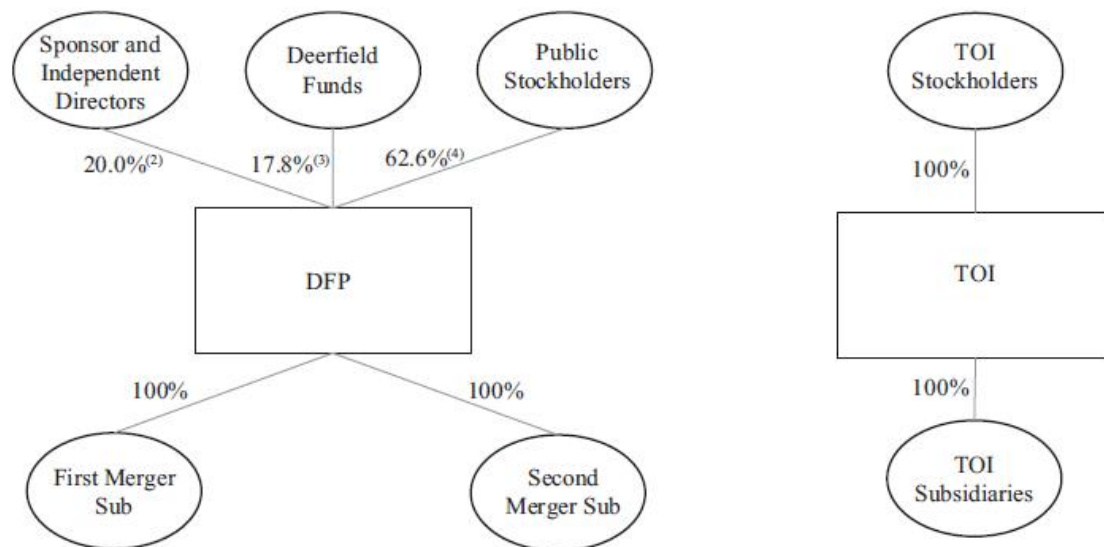 Sponsor and
Independent
Directors
Deerfield
Funds
Public
Stockholders
TOI
Stockholders
20.0%(2)
17.8%(3)
62.6%(4)
100%
DFP
TOI
100%
100%
100%
First Merger
Sub
Second
Merger Sub
TOI
Subsidiaries